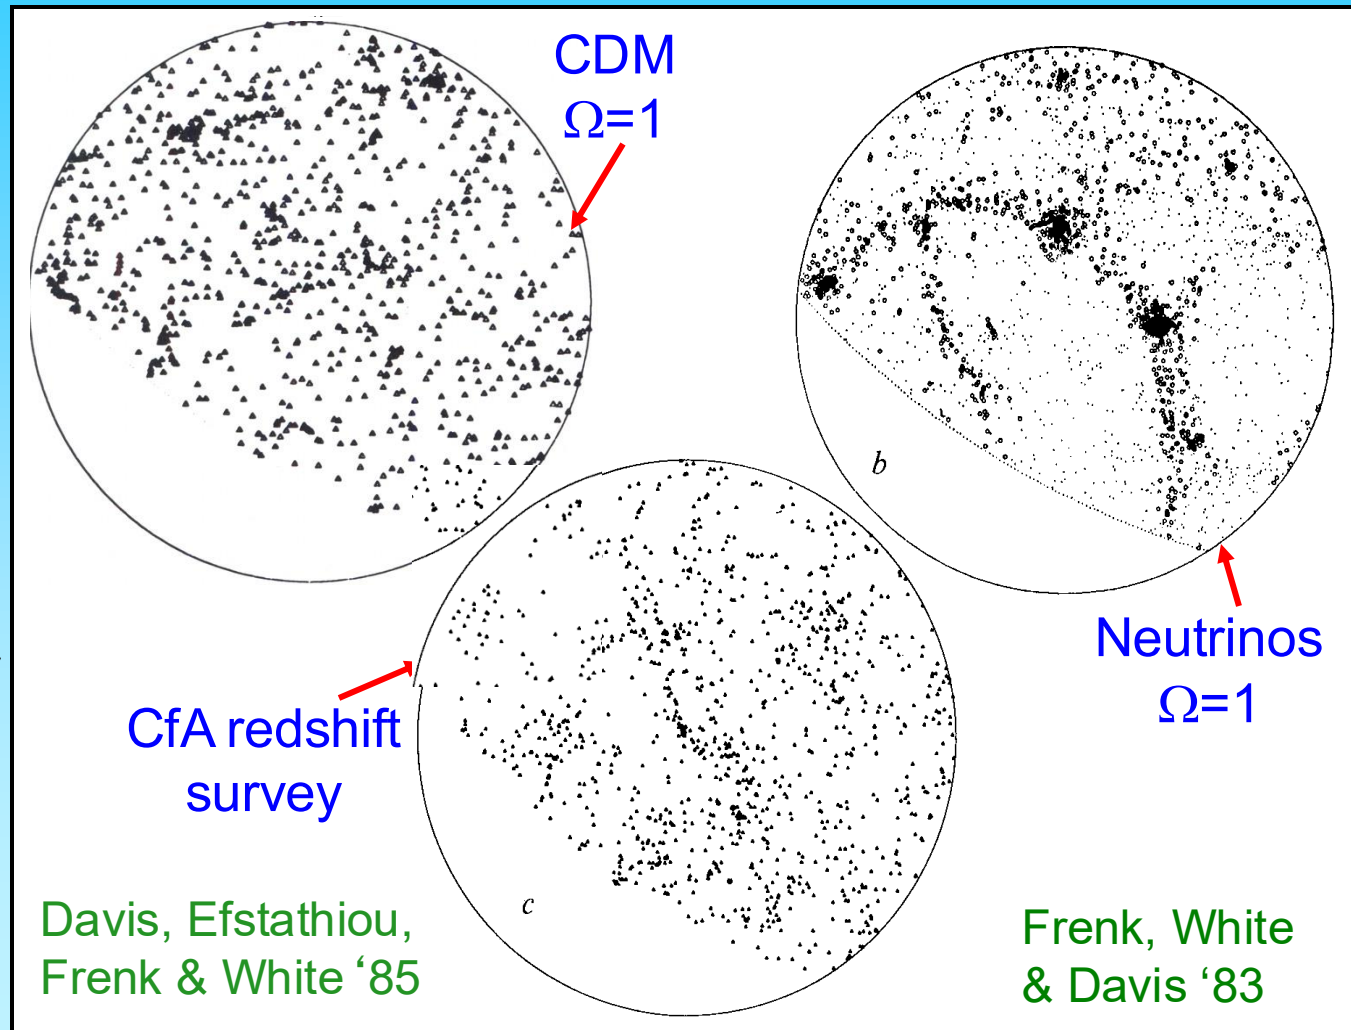 CDM
Ω=1
b
Neutrinos
Ω=1
CfA redshift
survey
c
Davis, Efstathiou,
Frenk & White ‘85
Frenk, White
& Davis ‘83